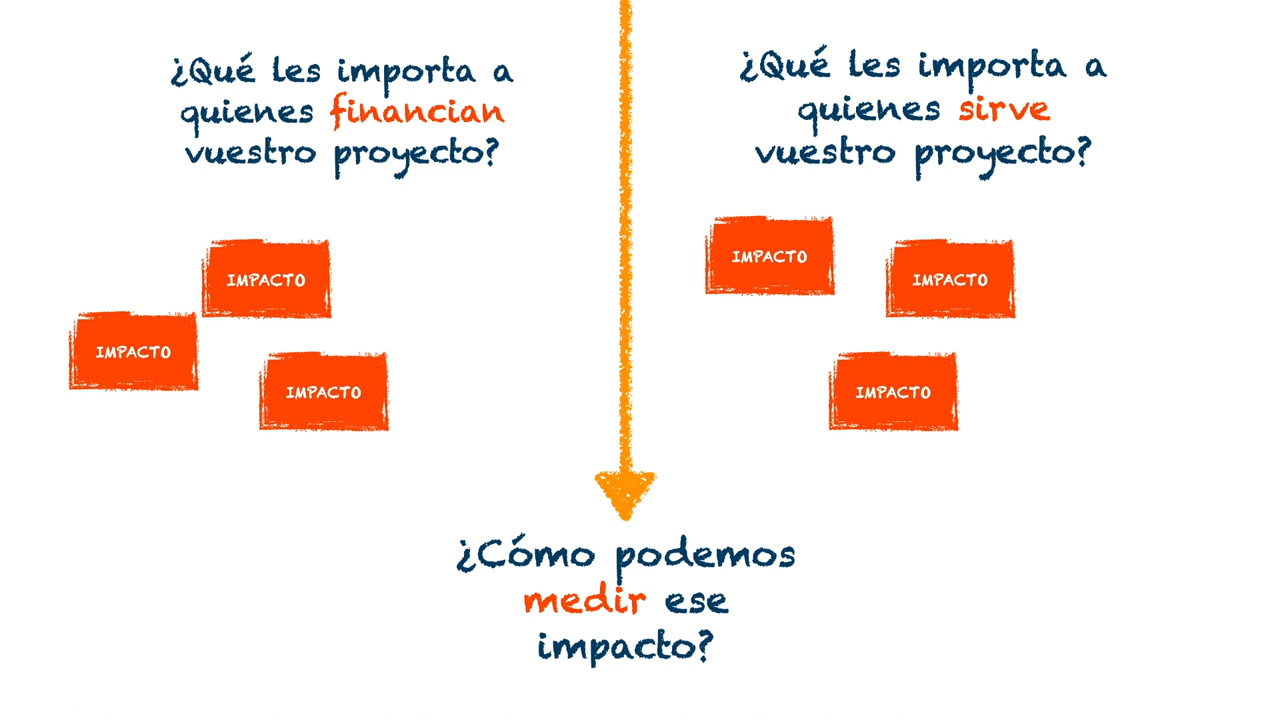 ¿Qué les importa a
quienes financian
vuestro proyecto?
¿Qué les importa a
quienes sirve
vuestro proyecto?
IMPACTO
IMPACTO
IMPACTO
IMPACTO
IMPACTO
IMPACTO
¿Cómo podemos
medir ese
impacto?